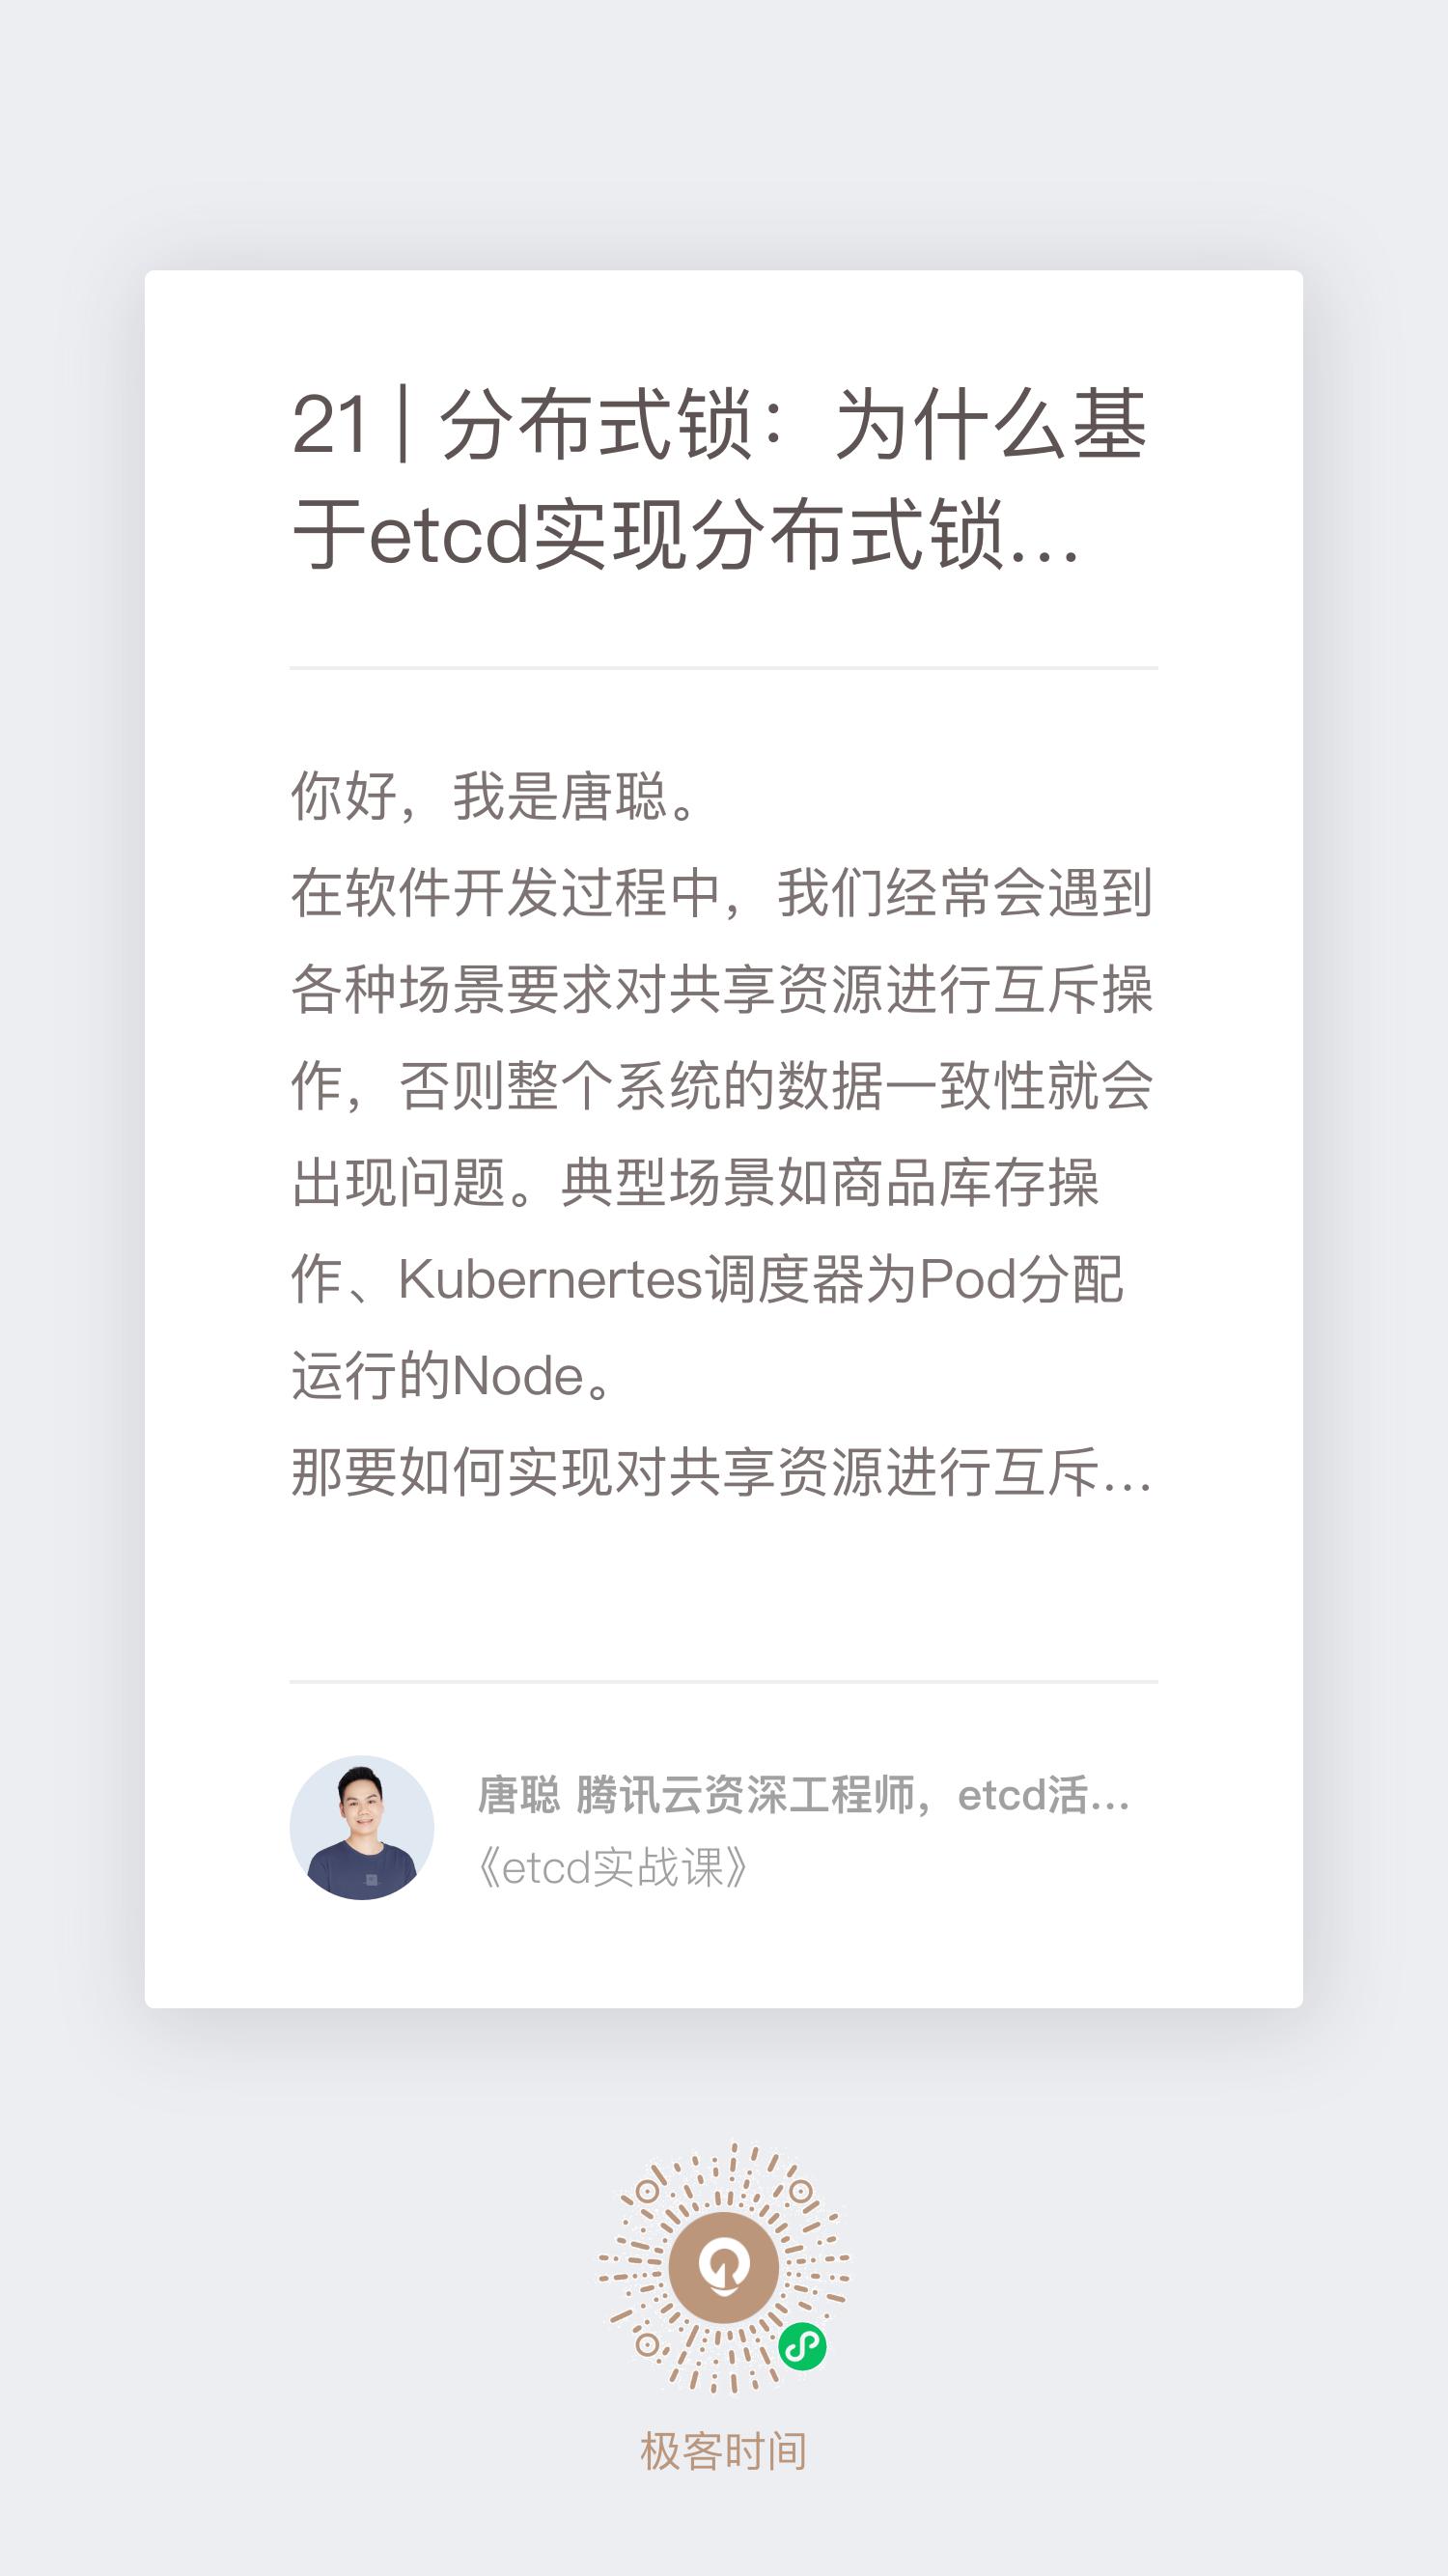 21 | 分布式锁：为什么基
于etcd实现分布式锁...
你好，我是唐聪。
在软件开发过程中，我们经常会遇到
各种场景要求对共享资源进行互斥操
作，否则整个系统的数据一致性就会
出现问题。典型场景如商品库存操
作、Kubernertes调度器为Pod分配
运行的Node。
那要如何实现对共享资源进行互斥...
唐聪 腾讯云资深工程师，etcd活...
《etcd实战课》
极客时间